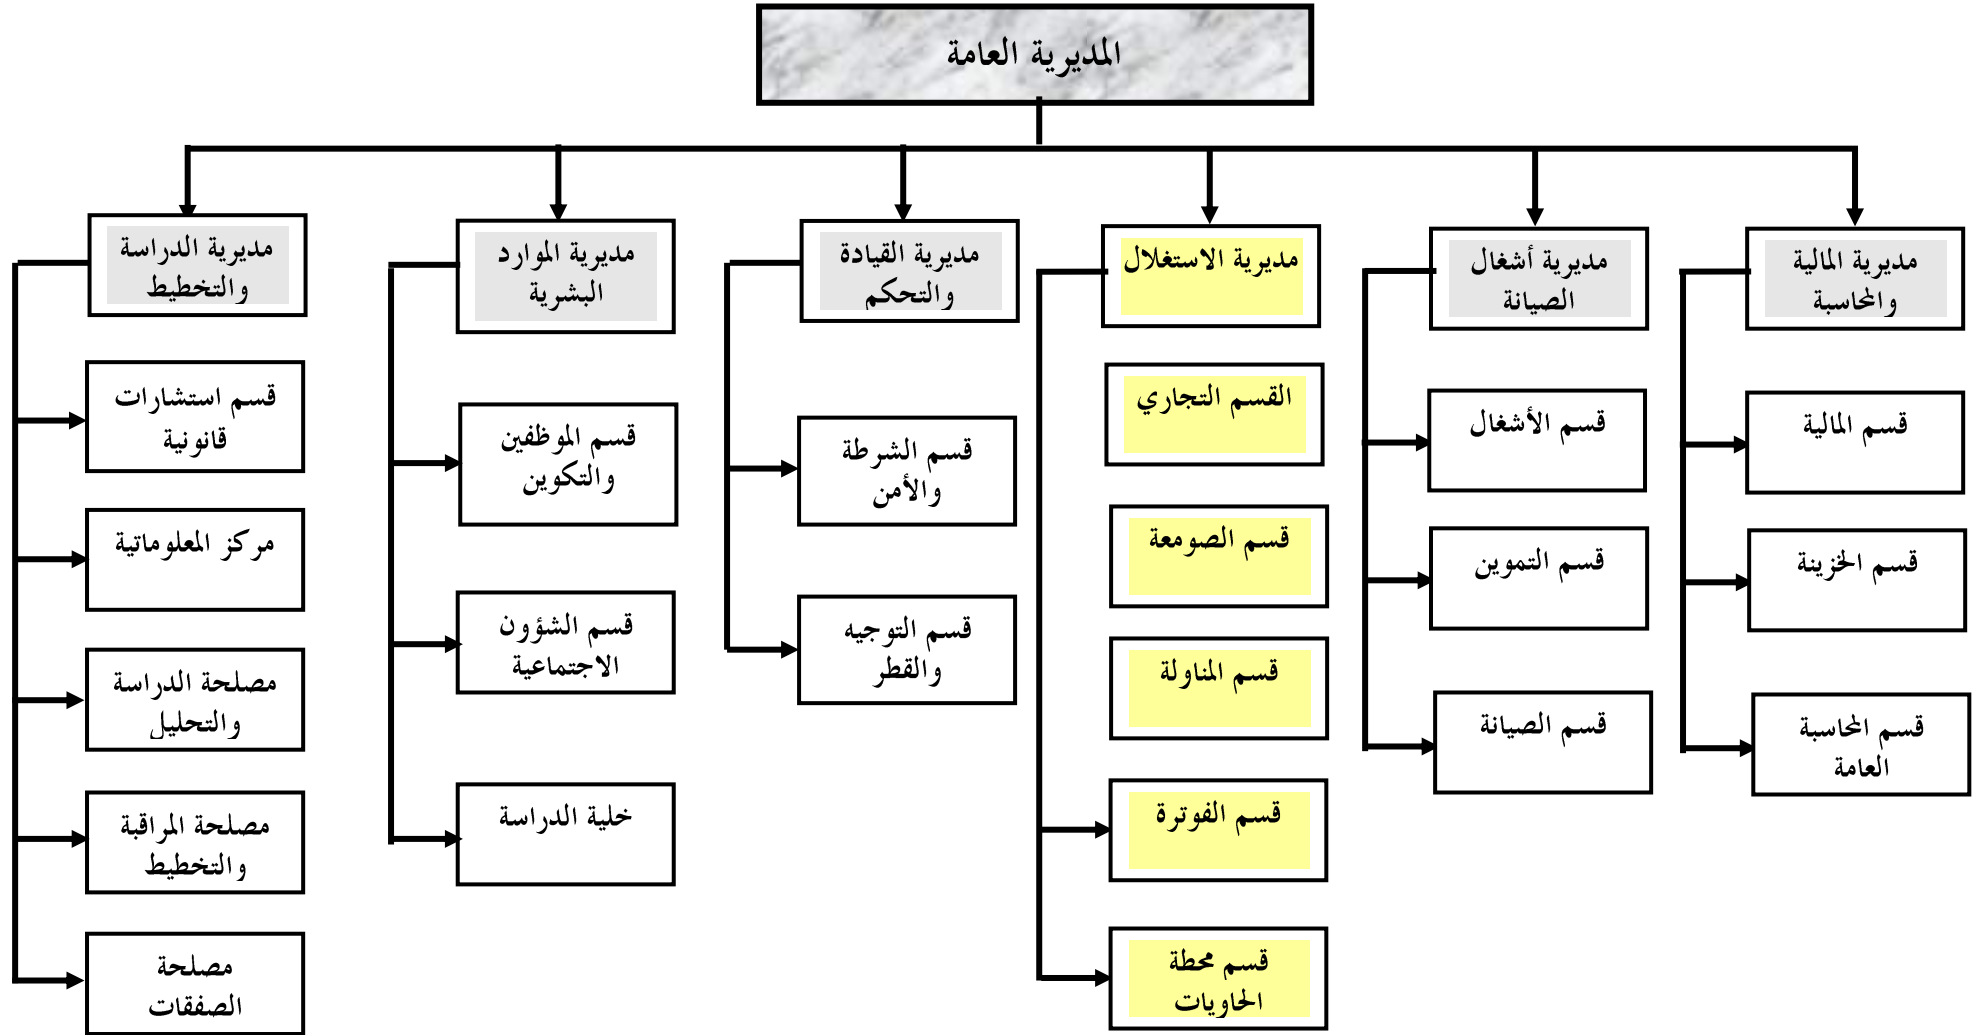 المديرية العامة
مديرية المالية
والمحاسبة
قسم المالية
قسم الخزينة
قسم المحاسبة
العامة
مديرية أشغال
الصيانة
قسم الأشغال
قسم التموين
قسم الصيانة
مديرية الاستغلال
القسم التجاري
قسم الصومعة
قسم المناولة
قسم الفوترة
قسم محطة
الحاويات
مديرية القيادة
والتحكم
قسم الشرطة
والأمن
قسم التوجيه
والقطر
مديرية الموارد
البشرية
قسم الموظفين
والتكوين
قسم الشؤون
الاجتماعية
خلية الدراسة
مديرية الدراسة
والتخطيط
قسم استشارات
قانونية
مركز المعلوماتية
مصلحة الدراسة
والتحليل
مصلحة المراقبة
والتخطيط
مصلحة
الصفقات